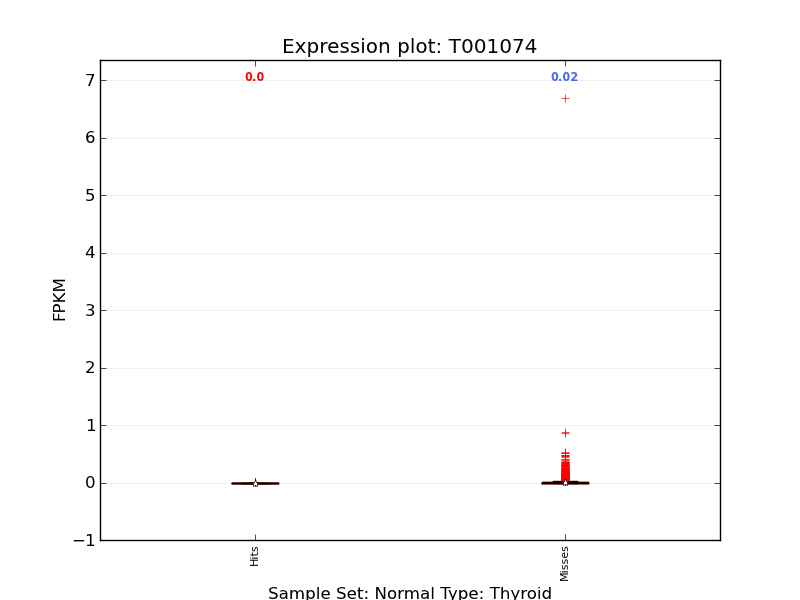 Expression plot: T001074
7
0.0
0.02
6
5
4
3
2
1
0
−1
FPKM
Hits
Misses
Sample Set: Normal Type: Thyroid